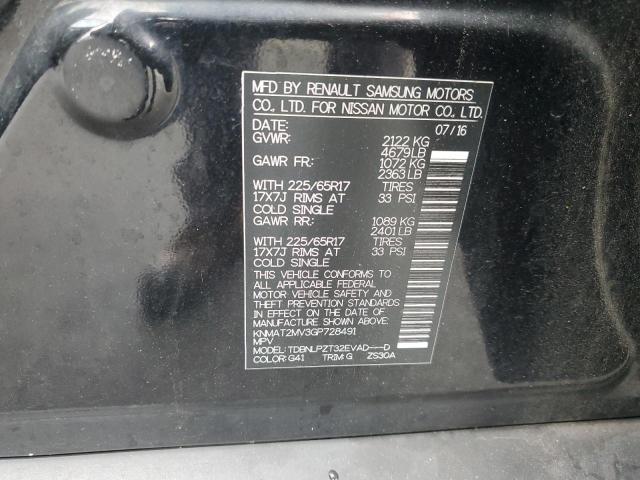 MFD BY RENAULT SAMSUNG MOTORS
CO., LTD. FOR NISSAN MOTOR CO., LTD.
DATE: 07/16
GVWR: 2122 KG
4679LB
GAWR FR: 1072 KG
2363 LB
WITH 225/65R17 TIRES
17X7J RIMS AT 33 PSI
COLD SINGLE
GAWR RR: 1089 KG
2401 LB
WITH 225/65R17 TIRES
17X7J RIMS AT 33 PSI
COLD SINGLE
THIS VEHICLE CONFORMS TO
ALL APPLICABLE FEDERAL
MOTOR VEHICLE SAFETY AND
THEFT PREVENTION STANDARDS
IN EFFECT ON THE DATE OF
MANUFACTURE SHOWN ABOVE.
KNMAT2MV3GP728491
MPV
MODEL: TDBNLPZT32EVAD---D
COLOR: G41 TRIM: G ZS30A